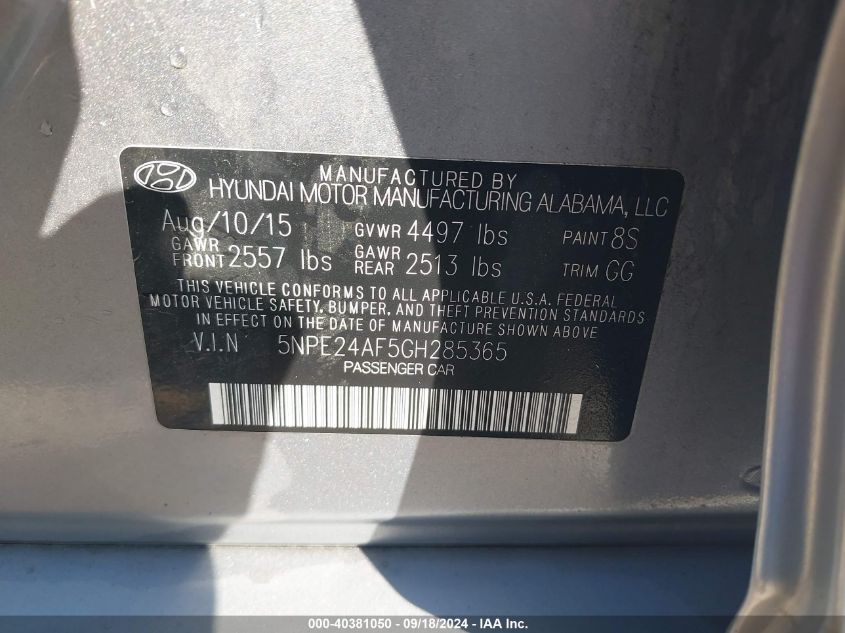 MANUFACTURED BY
HYUNDAI MOTOR MANUFACTURING ALABAMA, LLC
Aug/10/15 GVWR 4497 lbs PAINT 8S
GAWR FRONT 2557 lbs GAWR REAR 2513 lbs TRIM GG
THIS VEHICLE CONFORMS TO ALL APPLICABLE U.S.A. FEDERAL
MOTOR VEHICLE SAFETY, BUMPER, AND THEFT PREVENTION STANDARDS
IN EFFECT ON THE DATE OF MANUFACTURE SHOWN ABOVE.
V.I.N 5NPE24AF5GH285365
PASSENGER CAR
000-40381050 - 09/18/2024 - IAA Inc.